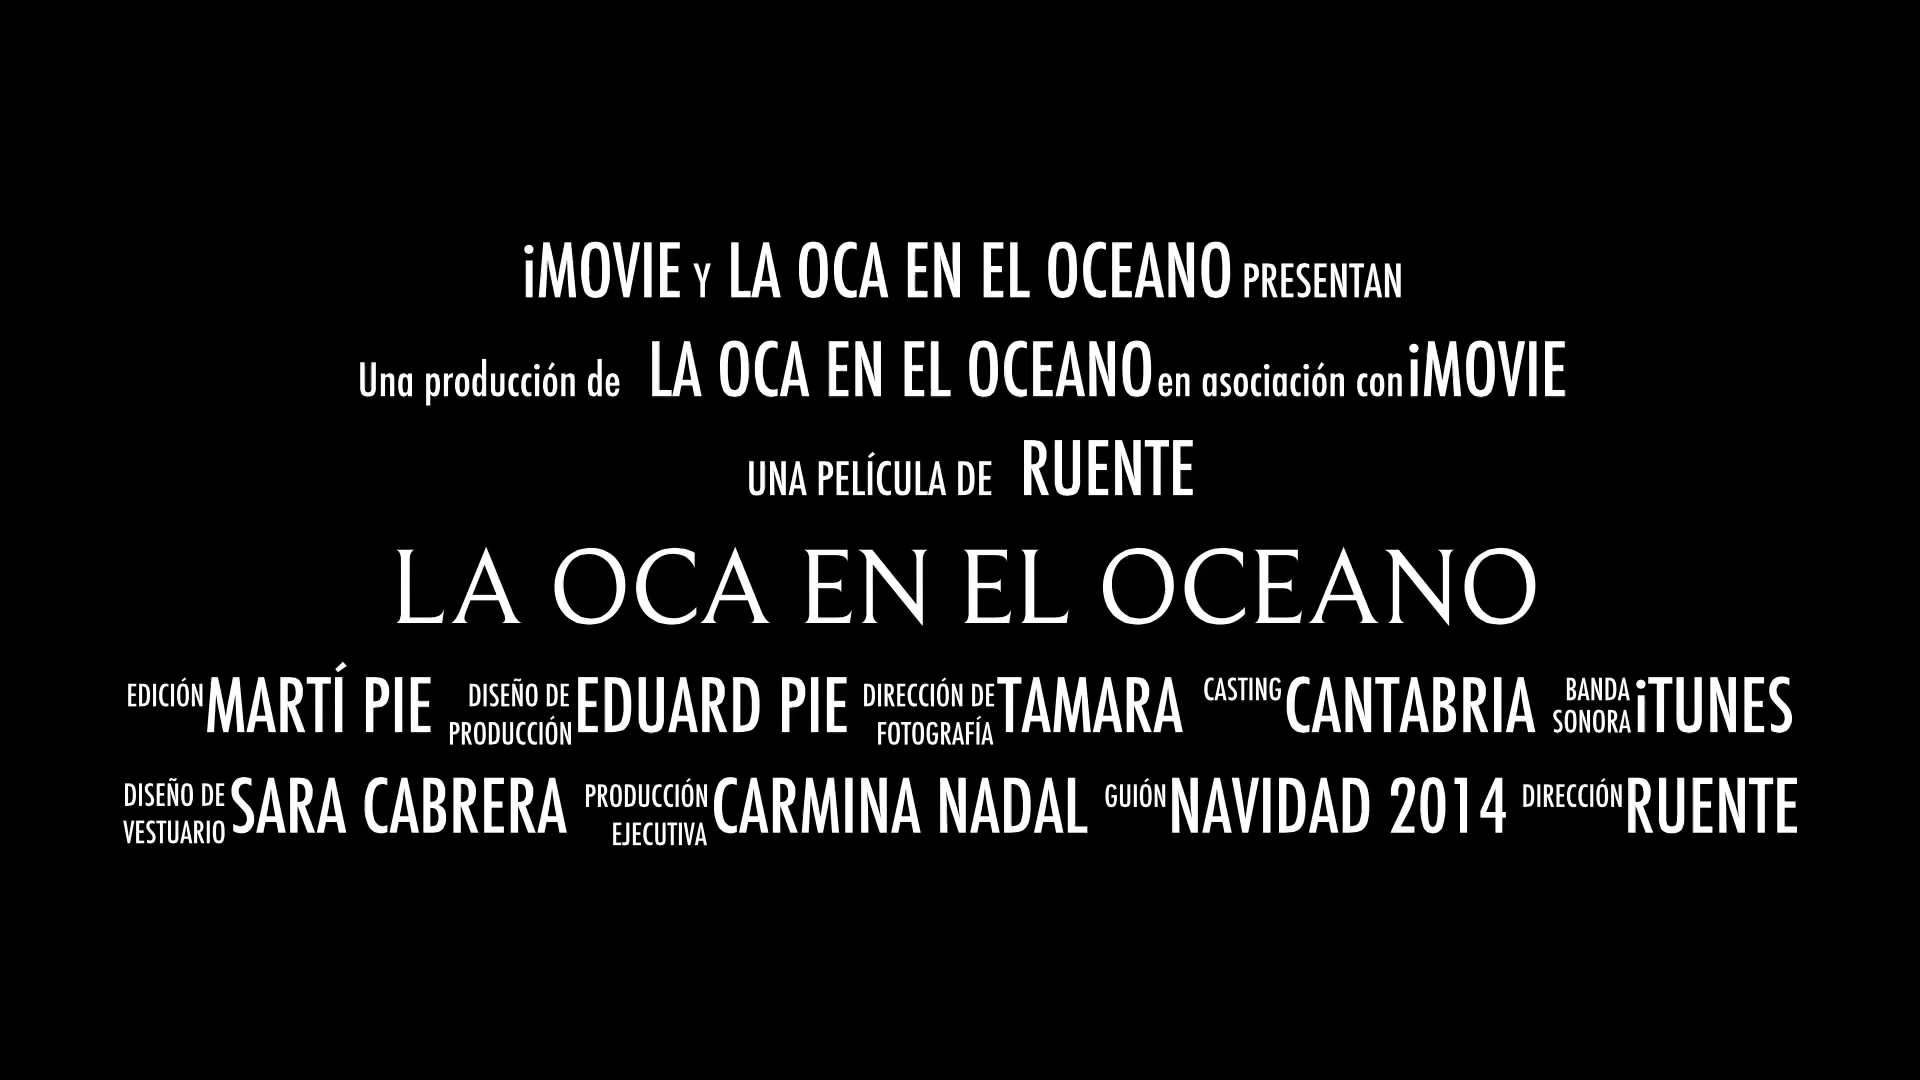 iMOVIE Y LA OCA EN EL OCEANO PRESENTAN
Una producción de LA OCA EN EL OCEANO en asociación con iMOVIE
UNA PELÍCULA DE RUENTE
LA OCA EN EL OCEANO
EDICIÓN MARTÍ PIE DISEÑO DE PRODUCCIÓN EDUARD PIE DIRECCIÓN DE FOTOGRAFÍA TAMARA CASTING CANTABRIA BANDA SONORA iTUNES
DISEÑO DE VESTUARIO SARA CABRERA PRODUCCIÓN EJECUTIVA CARMINA NADAL GUIÓN NAVIDAD 2014 DIRECCIÓN RUENTE